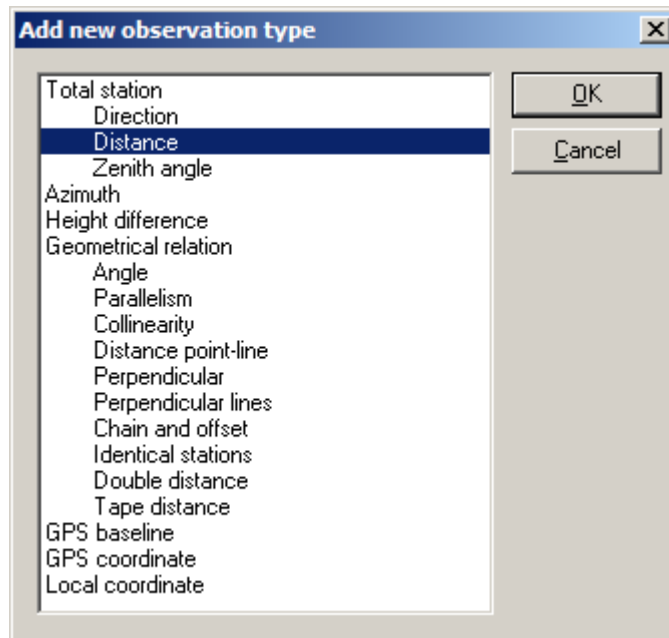 Add new observation type
Total station
Direction
Distance
Zenith angle
Azimuth
Height difference
Geometrical relation
Angle
Parallelism
Collinearity
Distance point-line
Perpendicular
Perpendicular lines
Chain and offset
Identical stations
Double distance
Tape distance
GPS baseline
GPS coordinate
Local coordinate
OK
Cancel